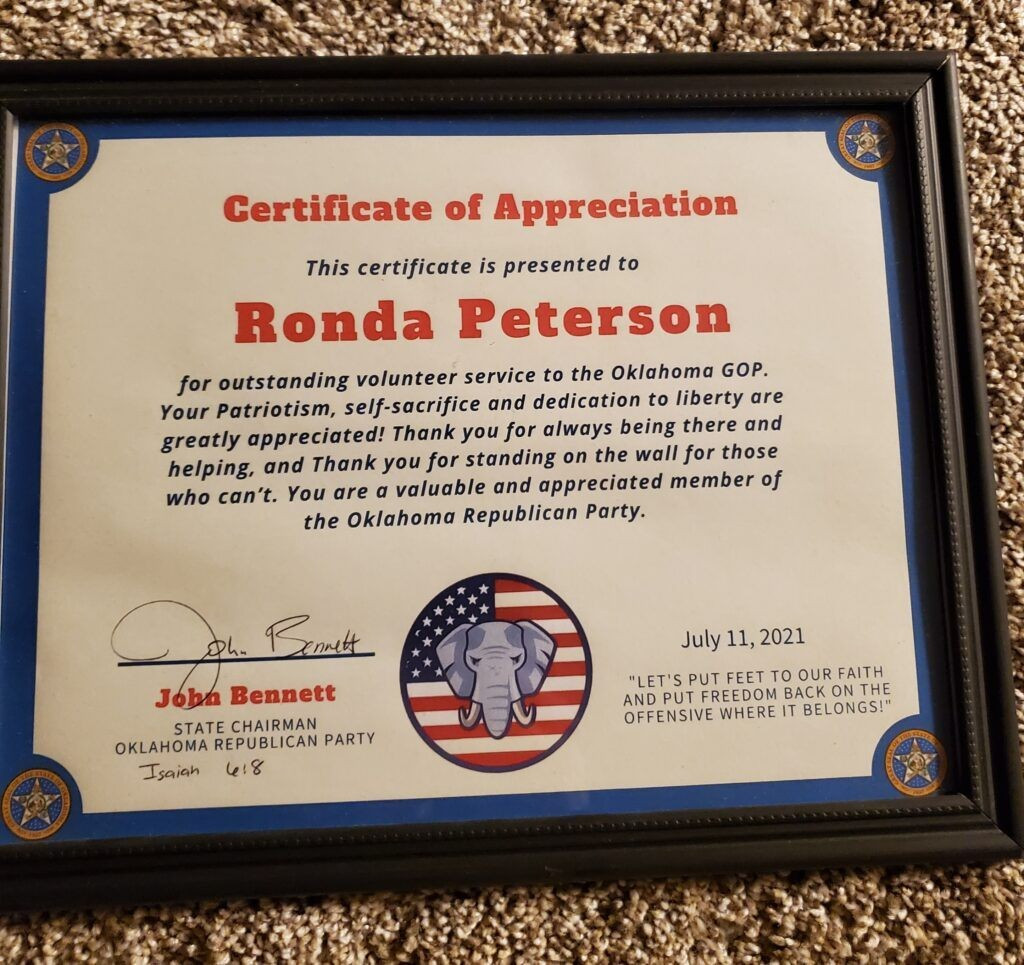 Certificate of Appreciation
This certificate is presented to
Ronda Peterson
for outstanding volunteer service to the Oklahoma GOP.
Your Patriotism, self-sacrifice and dedication to liberty are
greatly appreciated! Thank you for always being there and
helping, and Thank you for standing on the wall for those
who can't. You are a valuable and appreciated member of
the Oklahoma Republican Party.
John Bennett
John Bennett
STATE CHAIRMAN
OKLAHOMA REPUBLICAN PARTY
Isaiah 6:8
July 11, 2021
"LET'S PUT FEET TO OUR FAITH
AND PUT FREEDOM BACK ON THE
OFFENSIVE WHERE IT BELONGS!"